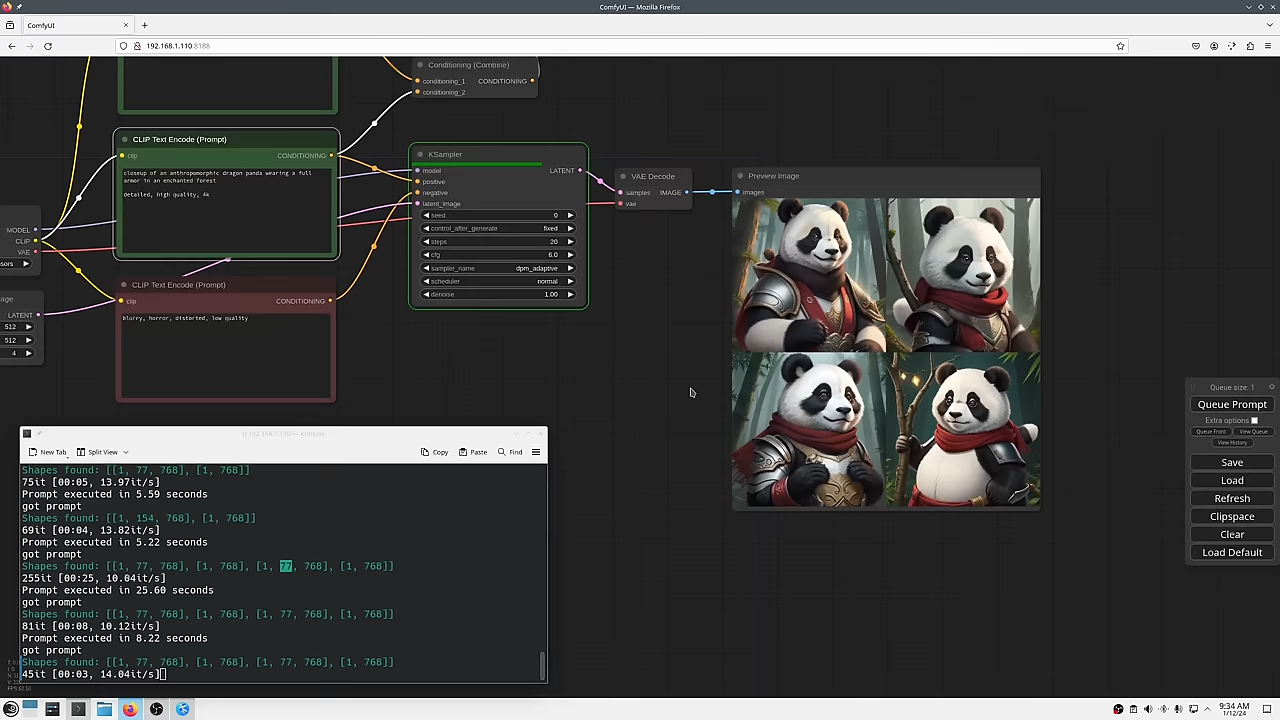 ComfyUI — Mozilla Firefox
ComfyUI
192.168.1.110:8188
Conditioning (Combine)
conditioning_1 CONDITIONING
conditioning_2
CLIP Text Encode (Prompt)
clip CONDITIONING
closeup of an anthropomorphic dragon panda wearing a full
armor in an enchanted forest
detailed, high quality, 4k
KSampler
model LATENT
positive
negative
latent_image
seed 0
control_after_generate fixed
steps 20
cfg 6.0
sampler_name dpm_adaptive
scheduler normal
denoise 1.00
VAE Decode
samples IMAGE
vae
Preview Image
images
MODEL
CLIP
VAE
sors
age
LATENT
512
512
4
CLIP Text Encode (Prompt)
clip CONDITIONING
blurry, horror, distorted, low quality
Queue size: 1
Queue Prompt
Extra options
Queue Front View Queue
View History
Save
Load
Refresh
Clipspace
Clear
Load Default
New Tab Split View Copy Paste Find
Shapes found: [[1, 77, 768], [1, 768]]
75it [00:05, 13.97it/s]
Prompt executed in 5.59 seconds
got prompt
Shapes found: [[1, 154, 768], [1, 768]]
69it [00:04, 13.82it/s]
Prompt executed in 5.22 seconds
got prompt
Shapes found: [[1, 77, 768], [1, 768], [1, 77, 768], [1, 768]]
255it [00:25, 10.04it/s]
Prompt executed in 25.60 seconds
got prompt
Shapes found: [[1, 77, 768], [1, 768], [1, 77, 768], [1, 768]]
81it [00:08, 10.12it/s]
Prompt executed in 8.22 seconds
got prompt
Shapes found: [[1, 77, 768], [1, 768], [1, 77, 768], [1, 768]]
45it [00:03, 14.04it/s]
9:34 AM
1/12/24